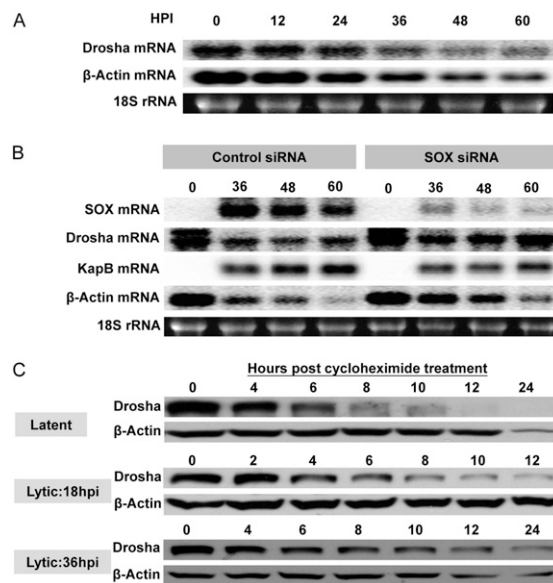 A
HPI 0 12 24 36 48 60
Drosha mRNA
β-Actin mRNA
18S rRNA
B
Control siRNA SOX siRNA
0 36 48 60 0 36 48 60
SOX mRNA
Drosha mRNA
KapB mRNA
β-Actin mRNA
18S rRNA
C
Hours post cycloheximide treatment
0 4 6 8 10 12 24
Drosha
Latent
β-Actin
0 2 4 6 8 10 12
Drosha
Lytic:18hpi
β-Actin
0 4 6 8 10 12 24
Drosha
Lytic:36hpi
β-Actin